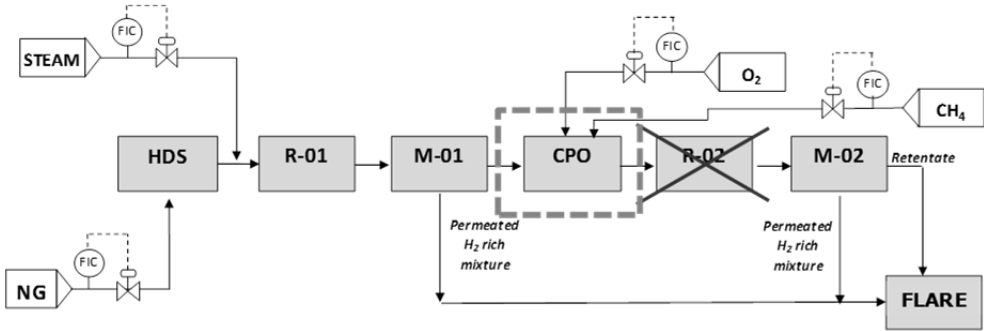 FIC
STEAM
FIC
O2
FIC
CH4
HDS
R-01
M-01
CPO
R-02
M-02
Retentate
Permeated
H2 rich
mixture
Permeated
H2 rich
mixture
FIC
NG
FLARE